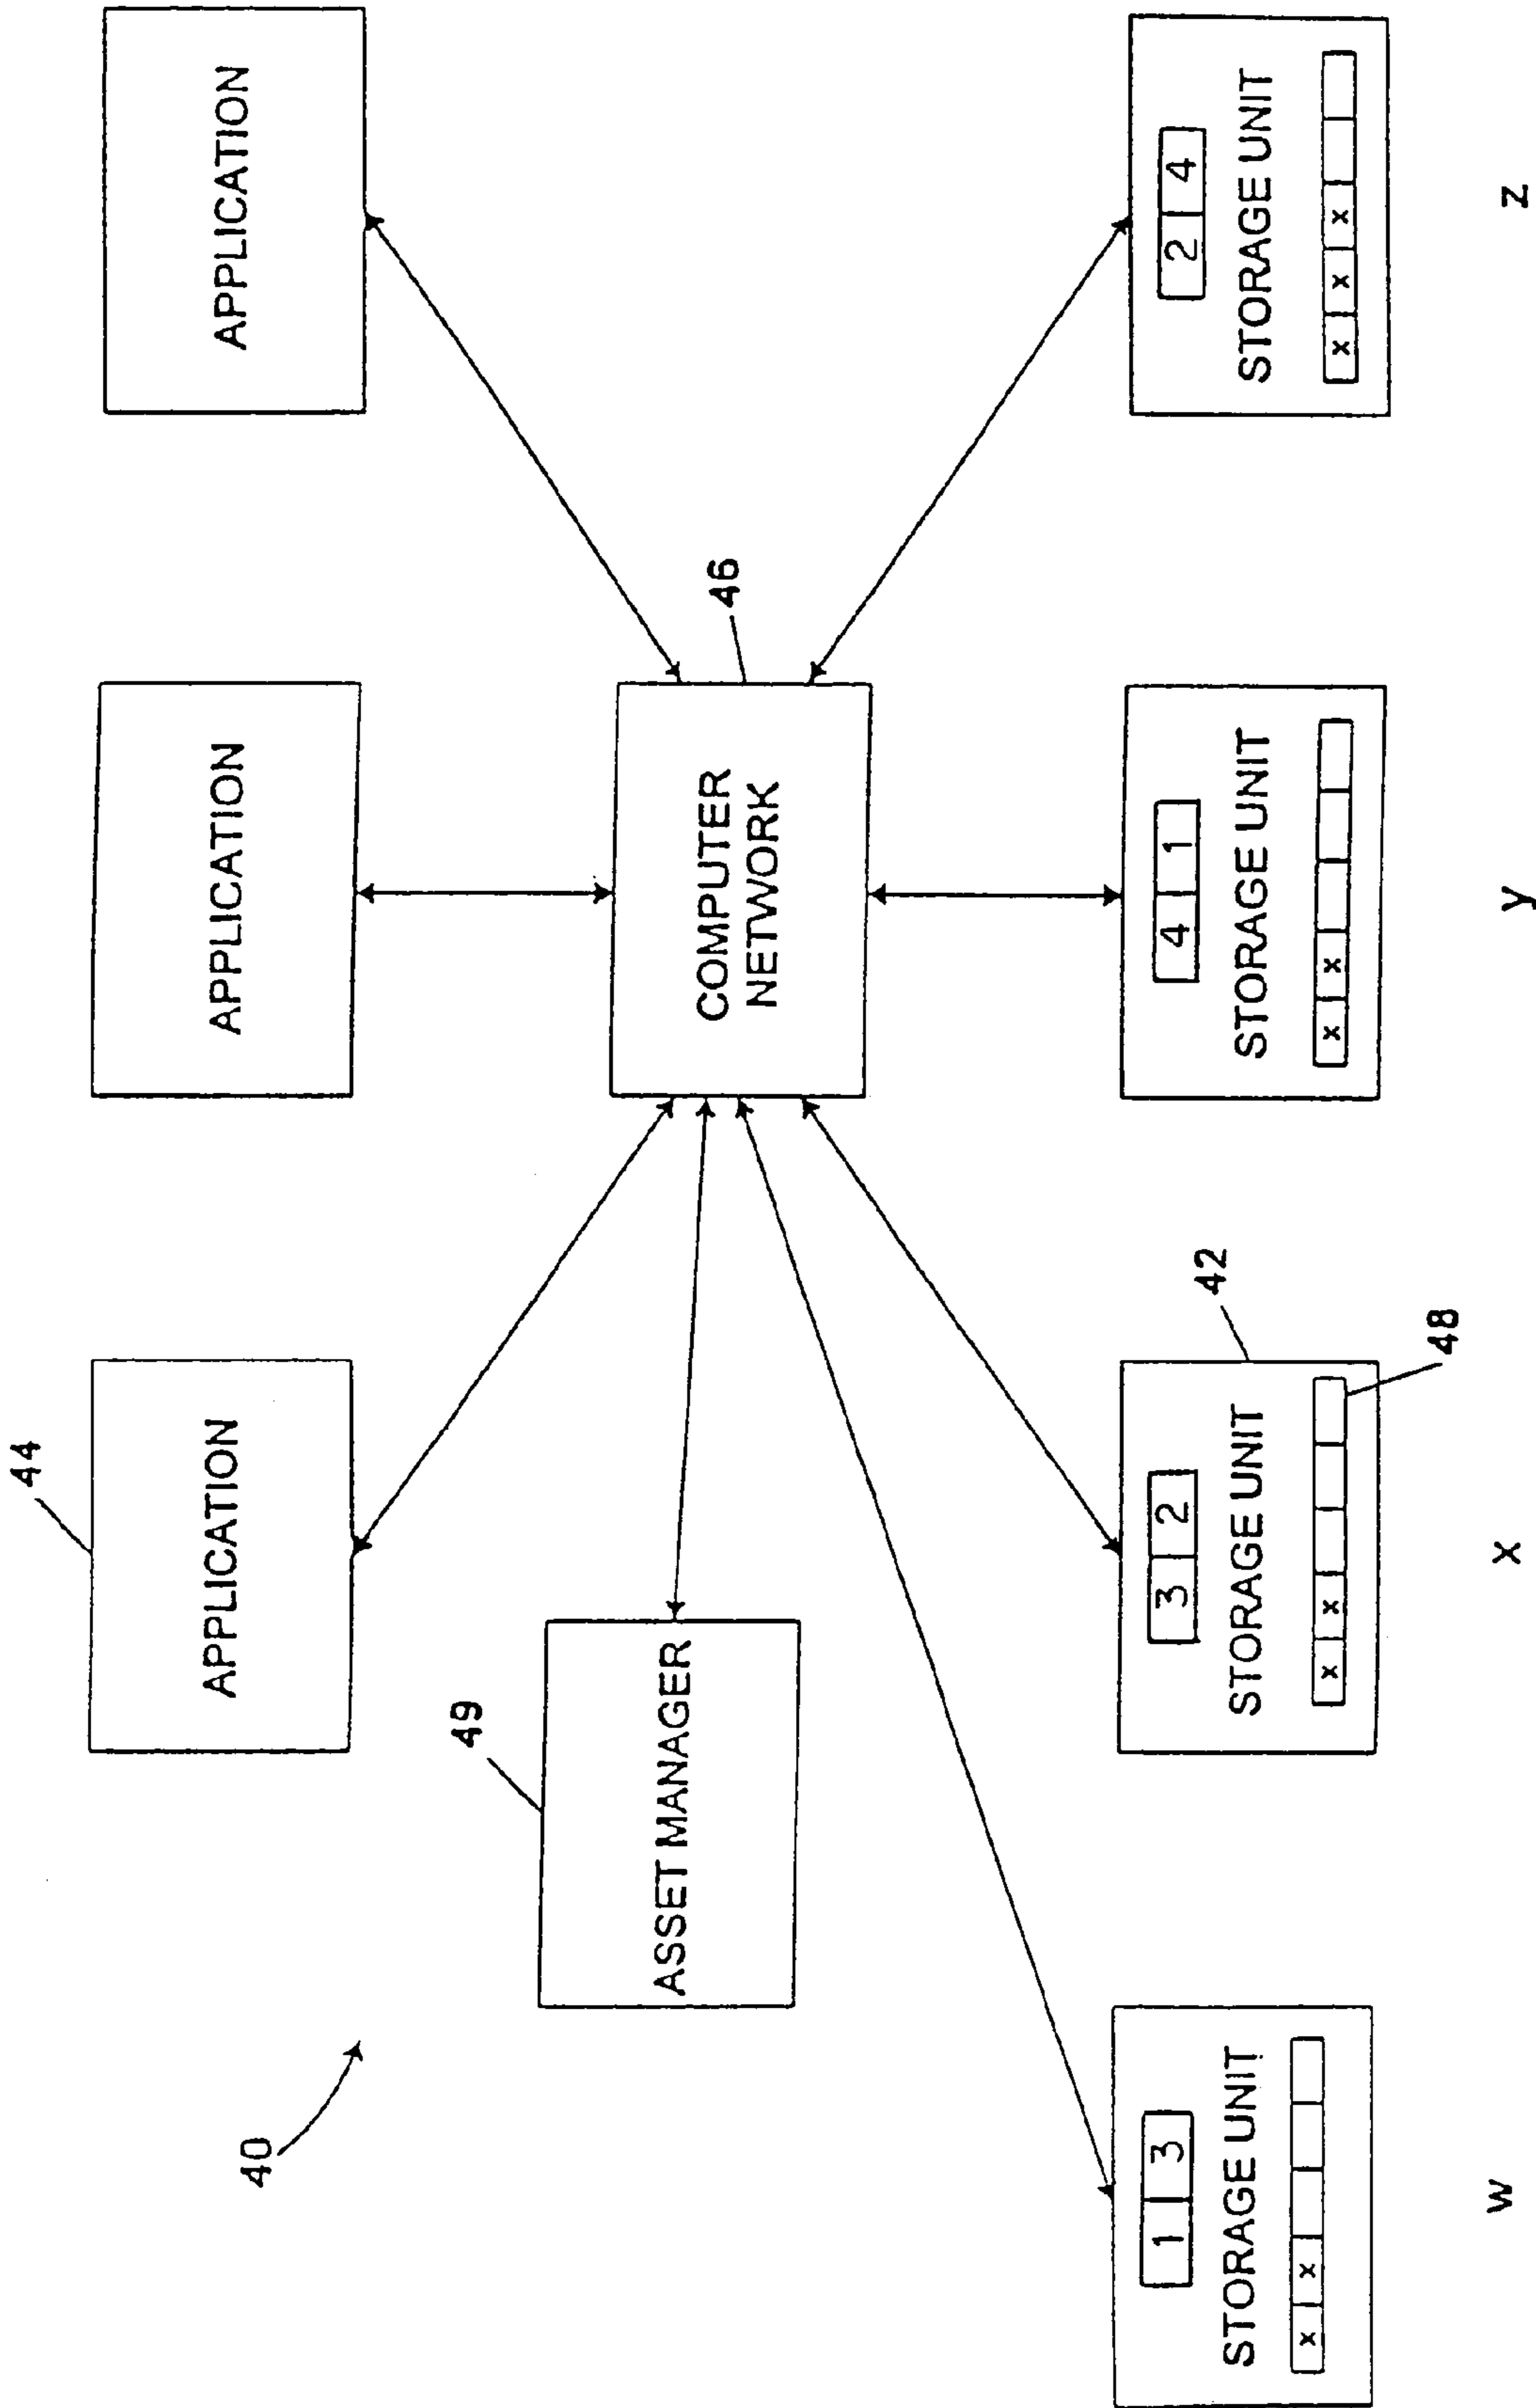 40
44
APPLICATION
APPLICATION
APPLICATION
49
ASSET MANAGER
COMPUTER
NETWORK
46
1 3
STORAGE UNIT
x x
w
3 2
STORAGE UNIT
x x
42
48
x
4 1
STORAGE UNIT
x x
y
2 4
STORAGE UNIT
x x x
z